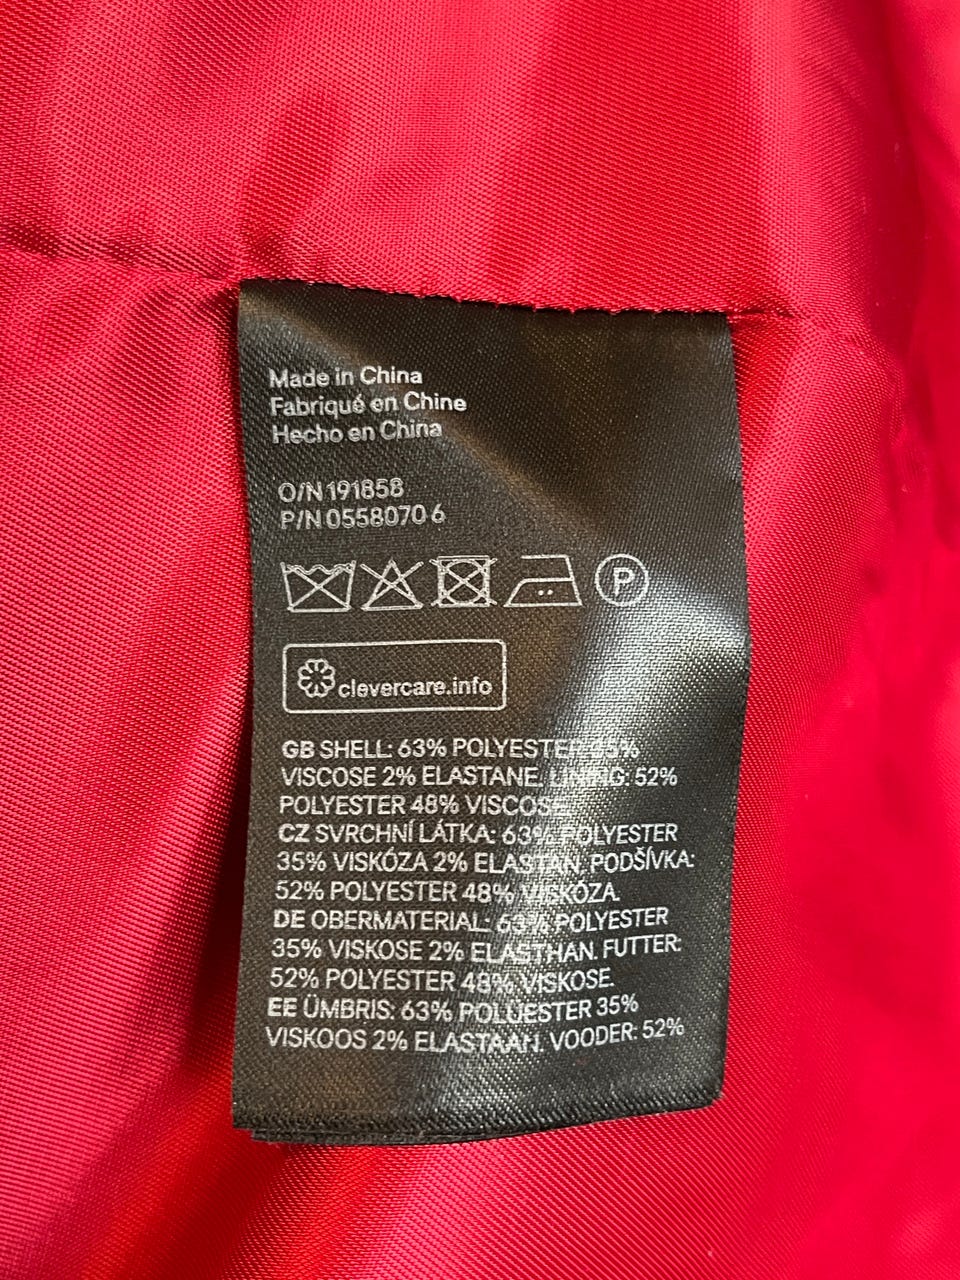 Made in China
Fabriqué en Chine
Hecho en China
O/N 191858
P/N 0558070 6
P
clevercare.info
GB SHELL: 63% POLYESTER 35%
VISCOSE 2% ELASTANE. LINING: 52%
POLYESTER 48% VISCOSE.
CZ SVRCHNÍ LÁTKA: 63% POLYESTER
35% VISKÓZA 2% ELASTAN. PODŠÍVKA:
52% POLYESTER 48% VISKÓZA.
DE OBERMATERIAL: 63% POLYESTER
35% VISKOSE 2% ELASTHAN. FUTTER:
52% POLYESTER 48% VISKOSE.
EE ÜMBRIS: 63% POLÜESTER 35%
VISKOOS 2% ELASTAAN. VOODER: 52%